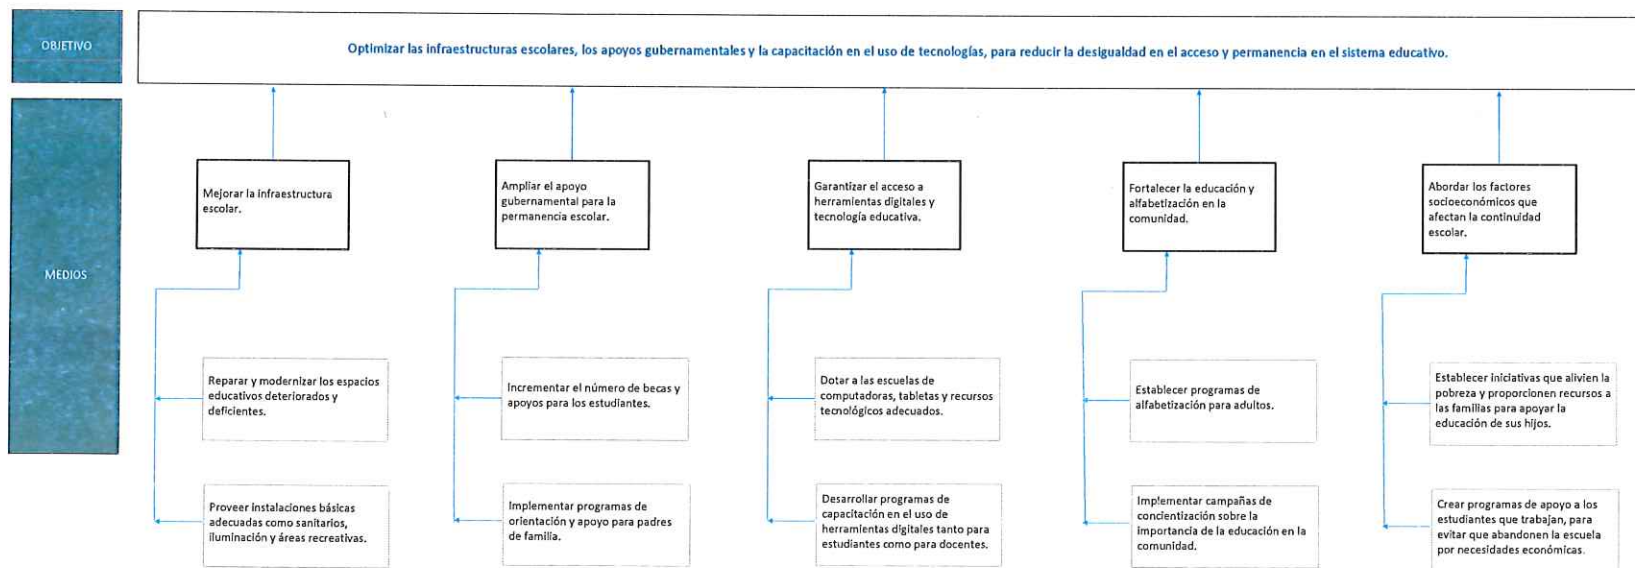 OBJETIVO
Optimizar las infraestructuras escolares, los apoyos gubernamentales y la capacitación en el uso de tecnologías, para reducir la desigualdad en el acceso y permanencia en el sistema educativo.
MEDIOS
Mejorar la infraestructura
escolar.
Ampliar el apoyo
gubernamental para la
permanencia escolar.
Garantizar el acceso a
herramientas digitales y
tecnología educativa.
Fortalecer la educación y
alfabetización en la
comunidad.
Abordar los factores
socioeconómicos que
afectan la continuidad
escolar.
Reparar y modernizar los espacios
educativos deteriorados y
deficientes.
Incrementar el número de becas y
apoyos para los estudiantes.
Dotar a las escuelas de
computadoras, tabletas y recursos
tecnológicos adecuados.
Establecer programas de
alfabetización para adultos.
Establecer iniciativas que alivien la
pobreza y proporcionen recursos a
las familias para apoyar la
educación de sus hijos.
Proveer instalaciones básicas
adecuadas como sanitarios,
iluminación y áreas recreativas.
Implementar programas de
orientación y apoyo para padres
de familia.
Desarrollar programas de
capacitación en el uso de
herramientas digitales tanto para
estudiantes como para docentes.
Implementar campañas de
concientización sobre la
importancia de la educación en la
comunidad.
Crear programas de apoyo a los
estudiantes que trabajan, para
evitar que abandonen la escuela
por necesidades económicas.